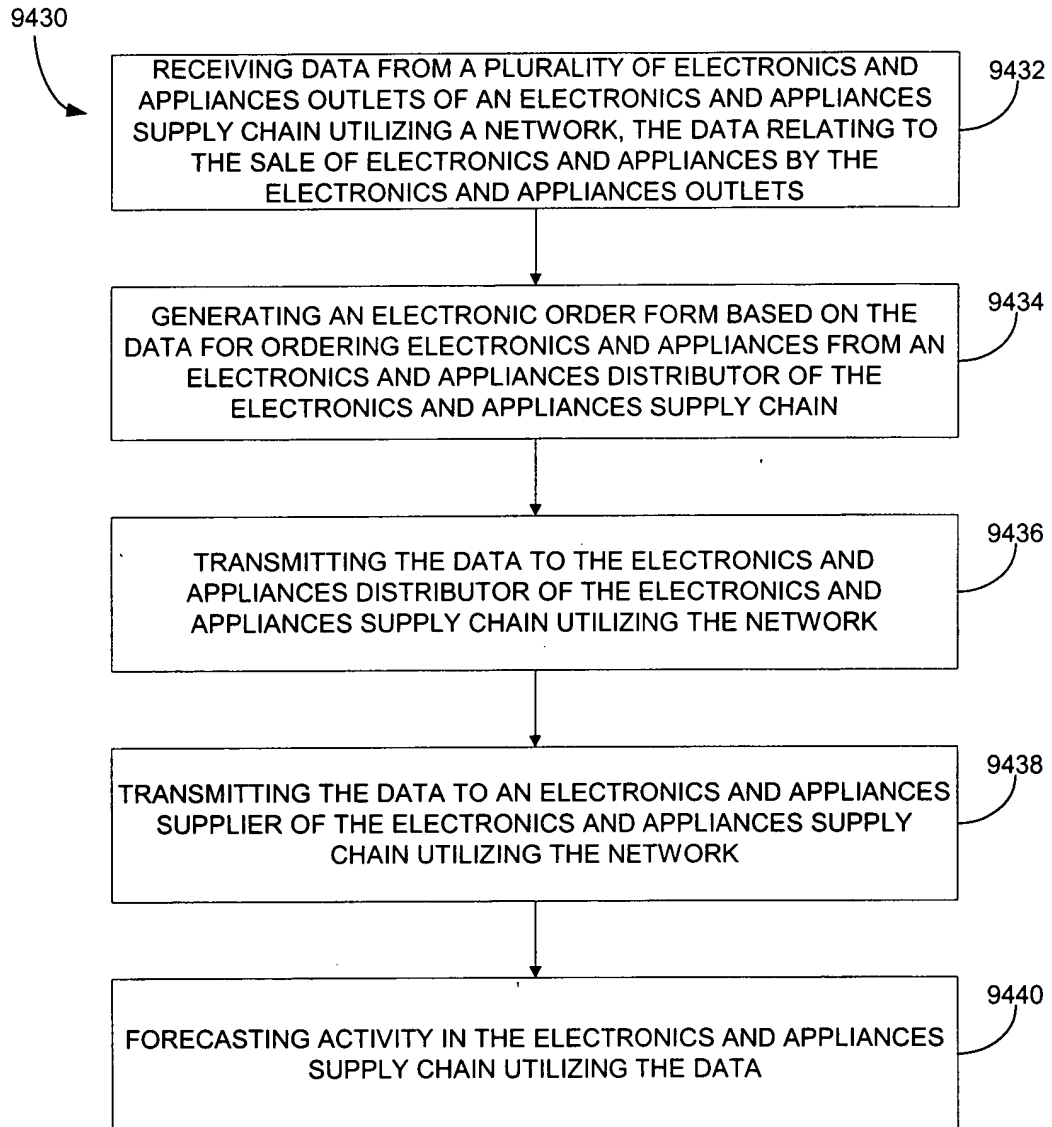 9430
RECEIVING DATA FROM A PLURALITY OF ELECTRONICS AND
APPLIANCES OUTLETS OF AN ELECTRONICS AND APPLIANCES
SUPPLY CHAIN UTILIZING A NETWORK, THE DATA RELATING TO
THE SALE OF ELECTRONICS AND APPLIANCES BY THE
ELECTRONICS AND APPLIANCES OUTLETS
9432
GENERATING AN ELECTRONIC ORDER FORM BASED ON THE
DATA FOR ORDERING ELECTRONICS AND APPLIANCES FROM AN
ELECTRONICS AND APPLIANCES DISTRIBUTOR OF THE
ELECTRONICS AND APPLIANCES SUPPLY CHAIN
9434
TRANSMITTING THE DATA TO THE ELECTRONICS AND
APPLIANCES DISTRIBUTOR OF THE ELECTRONICS AND
APPLIANCES SUPPLY CHAIN UTILIZING THE NETWORK
9436
TRANSMITTING THE DATA TO AN ELECTRONICS AND APPLIANCES
SUPPLIER OF THE ELECTRONICS AND APPLIANCES SUPPLY
CHAIN UTILIZING THE NETWORK
9438
FORECASTING ACTIVITY IN THE ELECTRONICS AND APPLIANCES
SUPPLY CHAIN UTILIZING THE DATA
9440